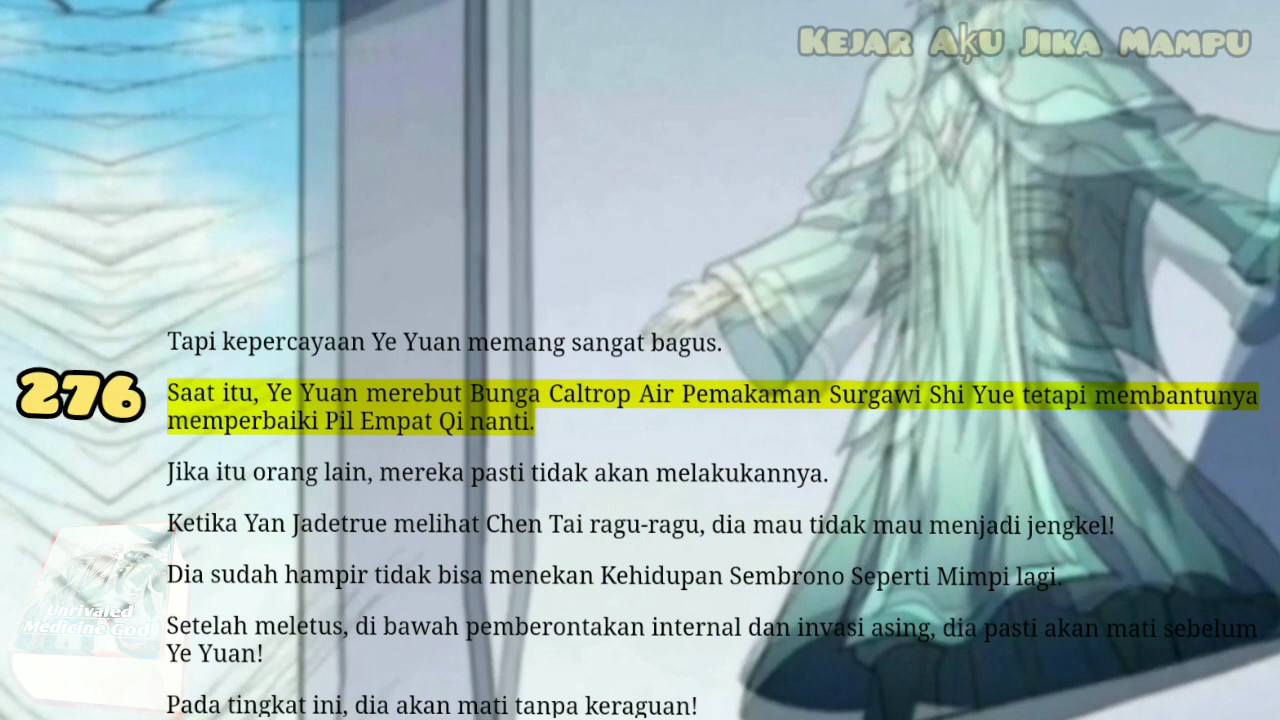 Kejar Aķu Jika Mampu
Tapi kepercayaan Ye Yuan memang sangat bagus.
276
Saat itu, Ye Yuan merebut Bunga Caltrop Air Pemakaman Surgawi Shi Yue tetapi membantunya
memperbaiki Pil Empat Qi nanti.
Jika itu orang lain, mereka pasti tidak akan melakukannya.
Ketika Yan Jadetrue melihat Chen Tai ragu-ragu, dia mau tidak mau menjadi jengkel!
Dia sudah hampir tidak bisa menekan Kehidupan Sembrono Seperti Mimpi lagi.
Setelah meletus, di bawah pemberontakan internal dan invasi asing, dia pasti akan mati sebelum
Ye Yuan!
Pada tingkat ini, dia akan mati tanpa keraguan!
Unrivaled
Medicine God